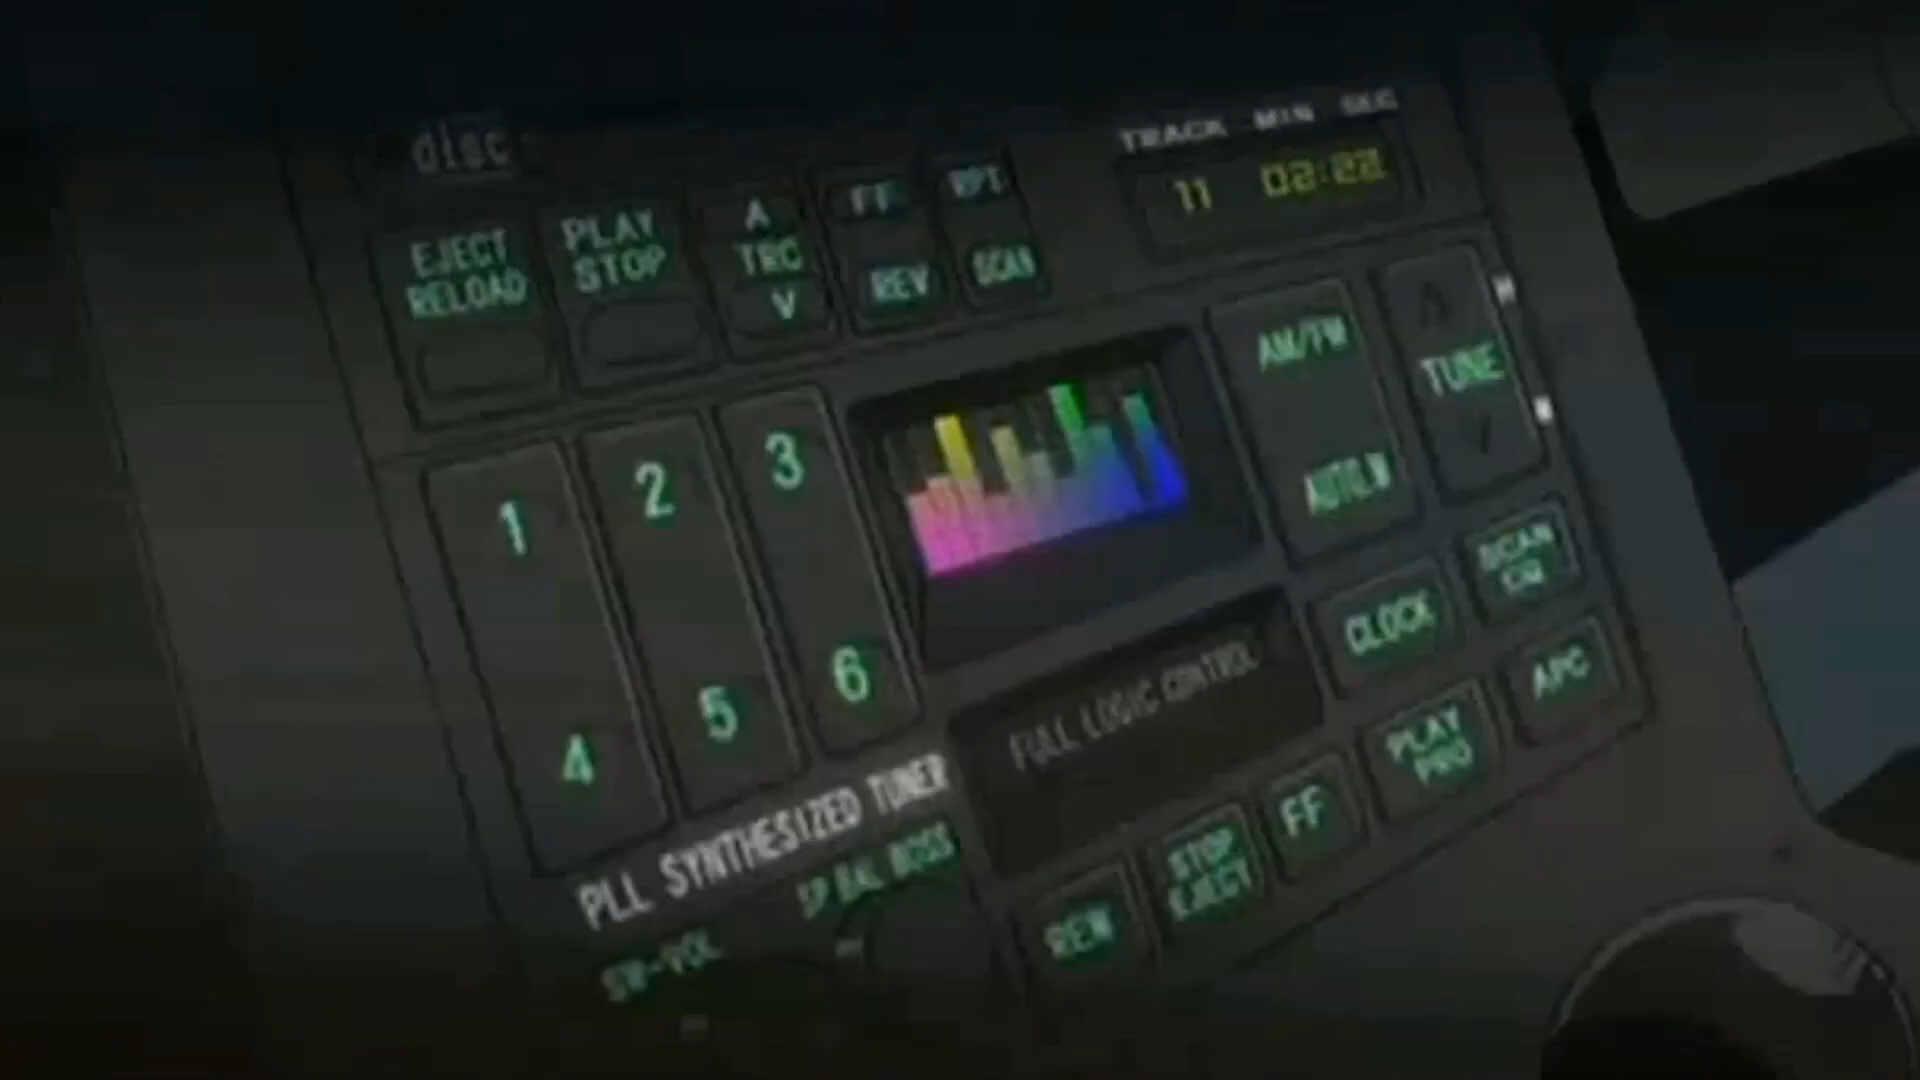 disc
TRACK MIN SEC
11 02:22
EJECT
RELOAD
PLAY
STOP
A
TRC
V
FF
REV
RPT
SCAN
AM/FM
TUNE
1
2
3
4
5
6
CLOCK
SCAN
APC
FULL LOGIC CONTROL
PLL SYNTHESIZED TUNER
REW
STOP
EJECT
FF
PLAY